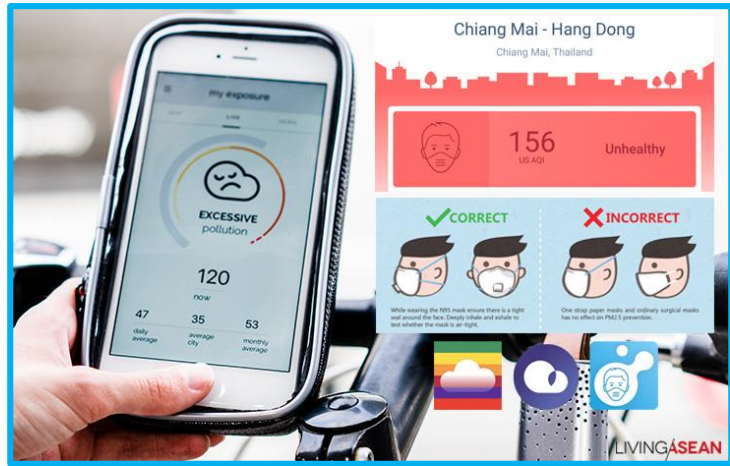 my exposure
LIVE
EXCESSIVE
pollution
120
now
47 35 53
daily average monthly
average city average
Chiang Mai - Hang Dong
Chiang Mai, Thailand
156
US AQI
Unhealthy
CORRECT
INCORRECT
While wearing the N95 mask ensure there is a tight
seal around the face. Deeply inhale and exhale to
test whether the mask is air-tight.
One strap paper masks and ordinary surgical masks
has no effect on PM2.5 prevention.
LIVINGASEAN